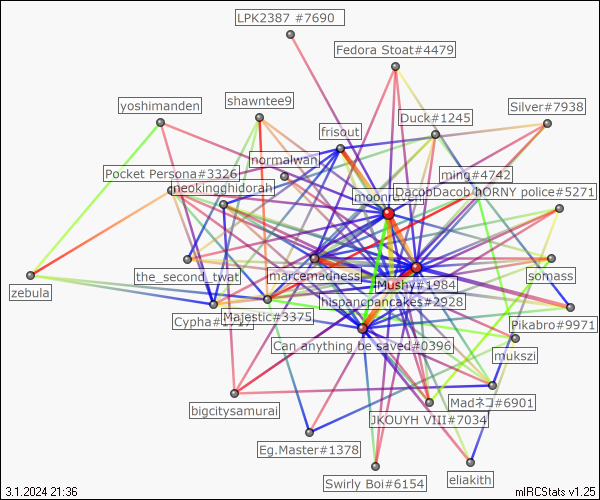 LPK2387 #7690
Fedora Stoat#4479
shawntee9
yoshimanden
Silver#7938
Duck#1245
frisout
normalwan
Pocket Persona#3326
ming#4742
neokingghidorah
DacobDacob hORNY police#5271
the_second_twat
marcemadness
somass
zebula
Mushy#1984
hispancpancakes#2928
Majestic#3375
Pikabro#9971
Can anything be saved#0396
mukszi
bigcitysamurai
Madネコ#6901
JKOUYH VIII#7034
Eg.Master#1378
Swirly Boi#6154
eliakith
3.1.2024 21:36
mIRCStats v1.25